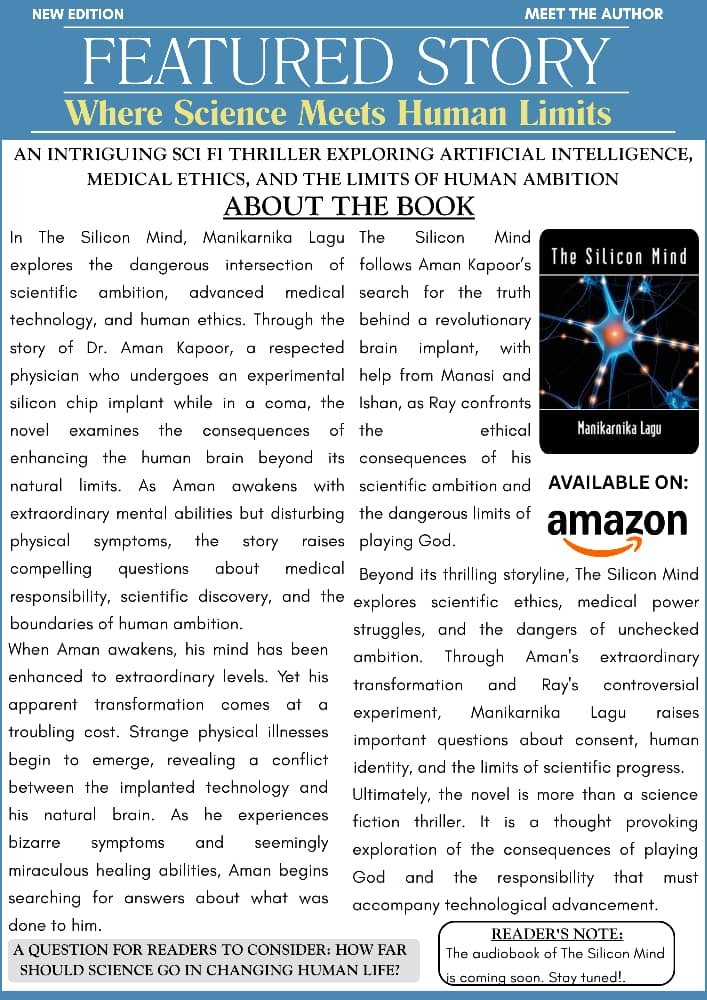 NEW EDITION
MEET THE AUTHOR
FEATURED STORY
Where Science Meets Human Limits
AN INTRIGUING SCI FI THRILLER EXPLORING ARTIFICIAL INTELLIGENCE,
MEDICAL ETHICS, AND THE LIMITS OF HUMAN AMBITION
ABOUT THE BOOK
In The Silicon Mind, Manikarnika Lagu
explores the dangerous intersection of
scientific ambition, advanced medical
technology, and human ethics. Through the
story of Dr. Aman Kapoor, a respected
physician who undergoes an experimental
silicon chip implant while in a coma, the
novel examines the consequences of
enhancing the human brain beyond its
natural limits. As Aman awakens with
extraordinary mental abilities but disturbing
physical symptoms, the story raises
compelling questions about medical
responsibility, scientific discovery, and the
boundaries of human ambition.
When Aman awakens, his mind has been
enhanced to extraordinary levels. Yet his
apparent transformation comes at a
troubling cost. Strange physical illnesses
begin to emerge, revealing a conflict
between the implanted technology and
his natural brain. As he experiences
bizarre symptoms and seemingly
miraculous healing abilities, Aman begins
searching for answers about what was
done to him.
The Silicon Mind
follows Aman Kapoor's
search for the truth
behind a revolutionary
brain implant, with
help from Manasi and
Ishan, as Ray confronts
the ethical
consequences of his
scientific ambition and
the dangerous limits of
playing God.
The Silicon Mind
Manikarnika Lagu
AVAILABLE ON:
amazon
Beyond its thrilling storyline, The Silicon Mind
explores scientific ethics, medical power
struggles, and the dangers of unchecked
ambition. Through Aman's extraordinary
transformation and Ray's controversial
experiment, Manikarnika Lagu raises
important questions about consent, human
identity, and the limits of scientific progress.
Ultimately, the novel is more than a science
fiction thriller. It is a thought provoking
exploration of the consequences of playing
God and the responsibility that must
accompany technological advancement.
A QUESTION FOR READERS TO CONSIDER: HOW FAR
SHOULD SCIENCE GO IN CHANGING HUMAN LIFE?
READER'S NOTE:
The audiobook of The Silicon Mind
is coming soon. Stay tuned!.